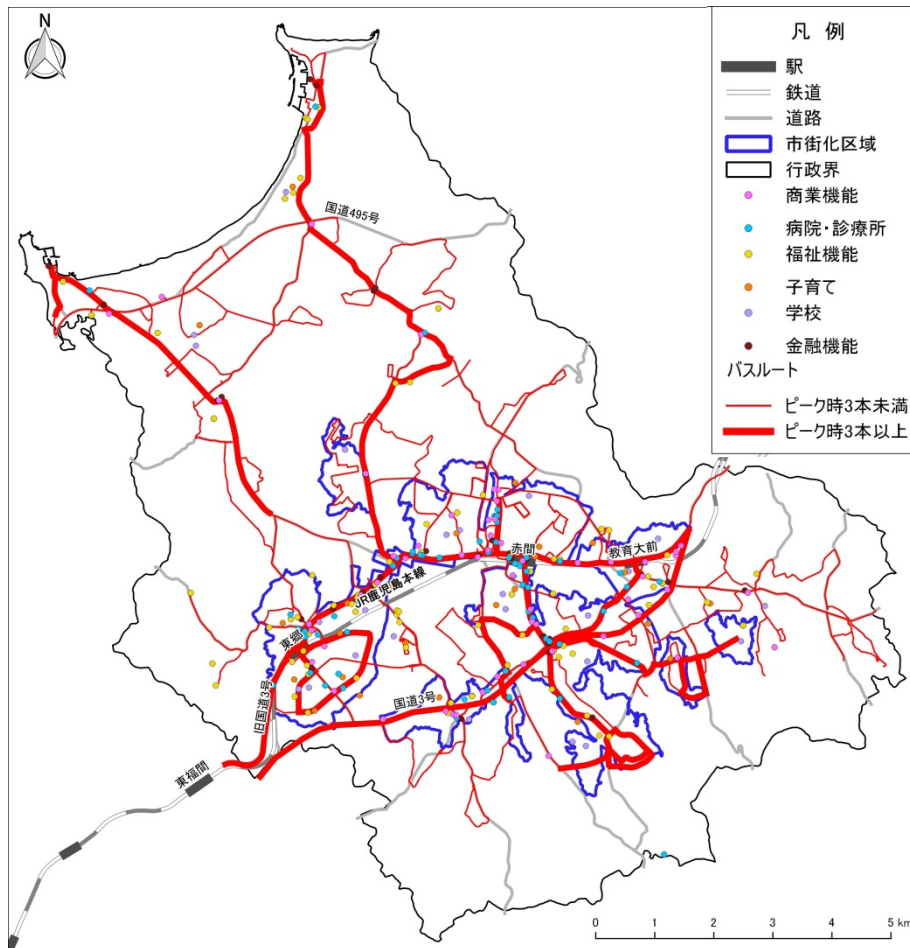 N
凡 例
駅
鉄道
道路
市街化区域
行政界
商業機能
病院・診療所
福祉機能
子育て
学校
金融機能
バスルート
ピーク時3本未満
ピーク時3本以上
国道495号
赤間
教育大前
JR鹿児島本線
東郷
旧国道3号
国道3号
東福間
0 1 2 3 4 5 km